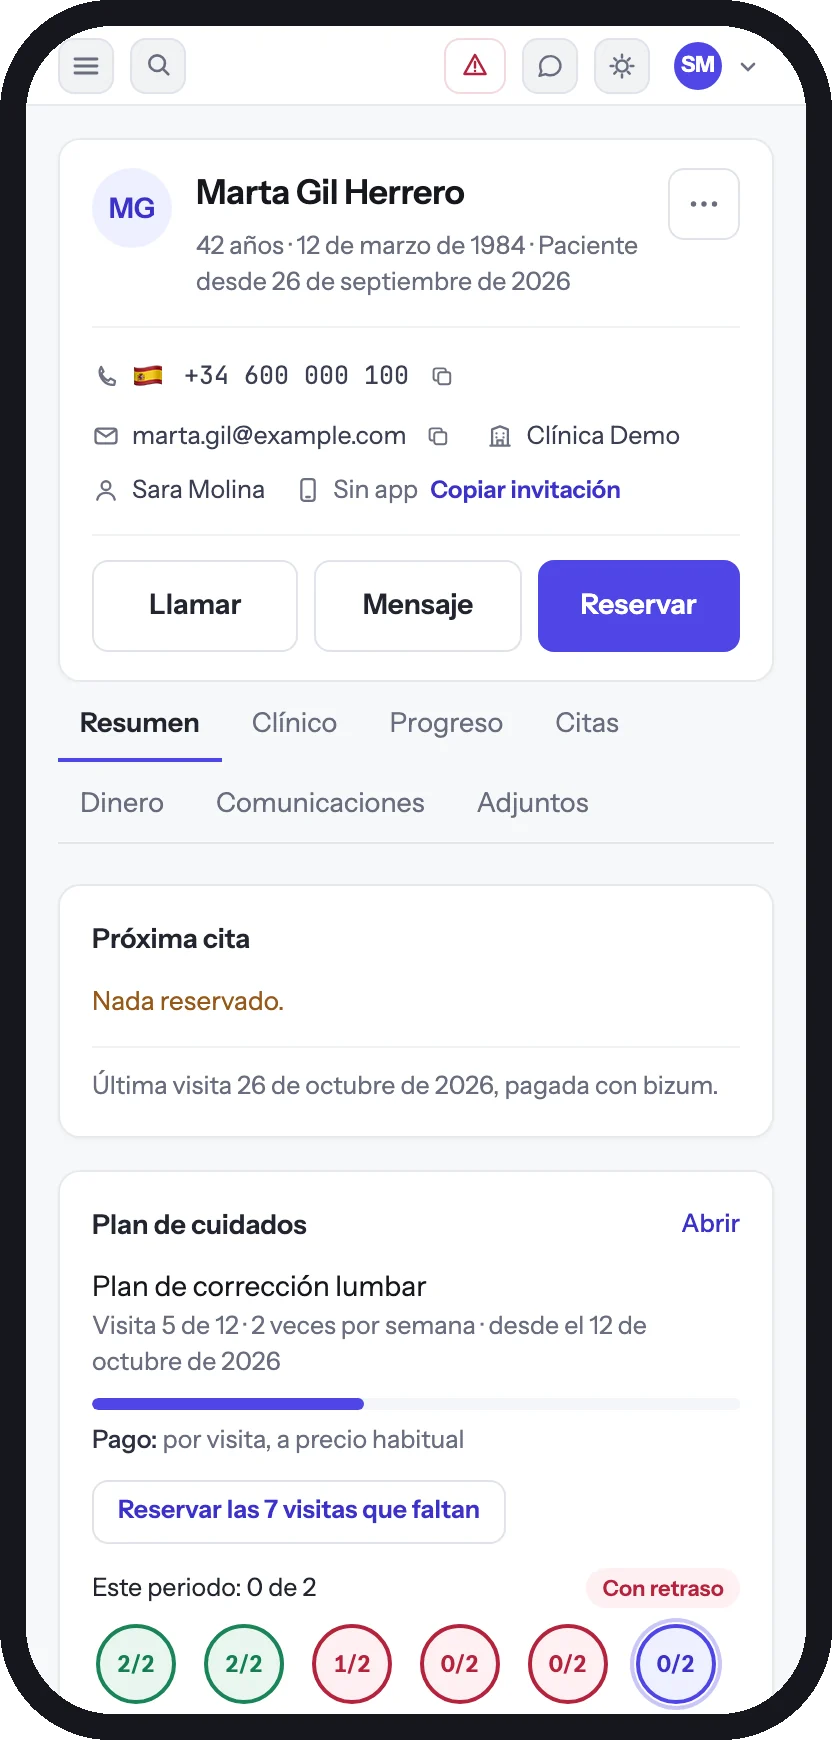 SM
MG
Marta Gil Herrero
42 años · 12 de marzo de 1984 · Paciente
desde 26 de septiembre de 2026
+34 600 000 100
marta.gil@example.com
Clínica Demo
Sara Molina
Sin app Copiar invitación
Llamar
Mensaje
Reservar
Resumen
Clínico
Progreso
Citas
Dinero
Comunicaciones
Adjuntos
Próxima cita
Nada reservado.
Última visita 26 de octubre de 2026, pagada con bizum.
Plan de cuidados
Abrir
Plan de corrección lumbar
Visita 5 de 12 · 2 veces por semana · desde el 12 de
octubre de 2026
Pago: por visita, a precio habitual
Reservar las 7 visitas que faltan
Este periodo: 0 de 2
Con retraso
2/2
2/2
1/2
0/2
0/2
0/2